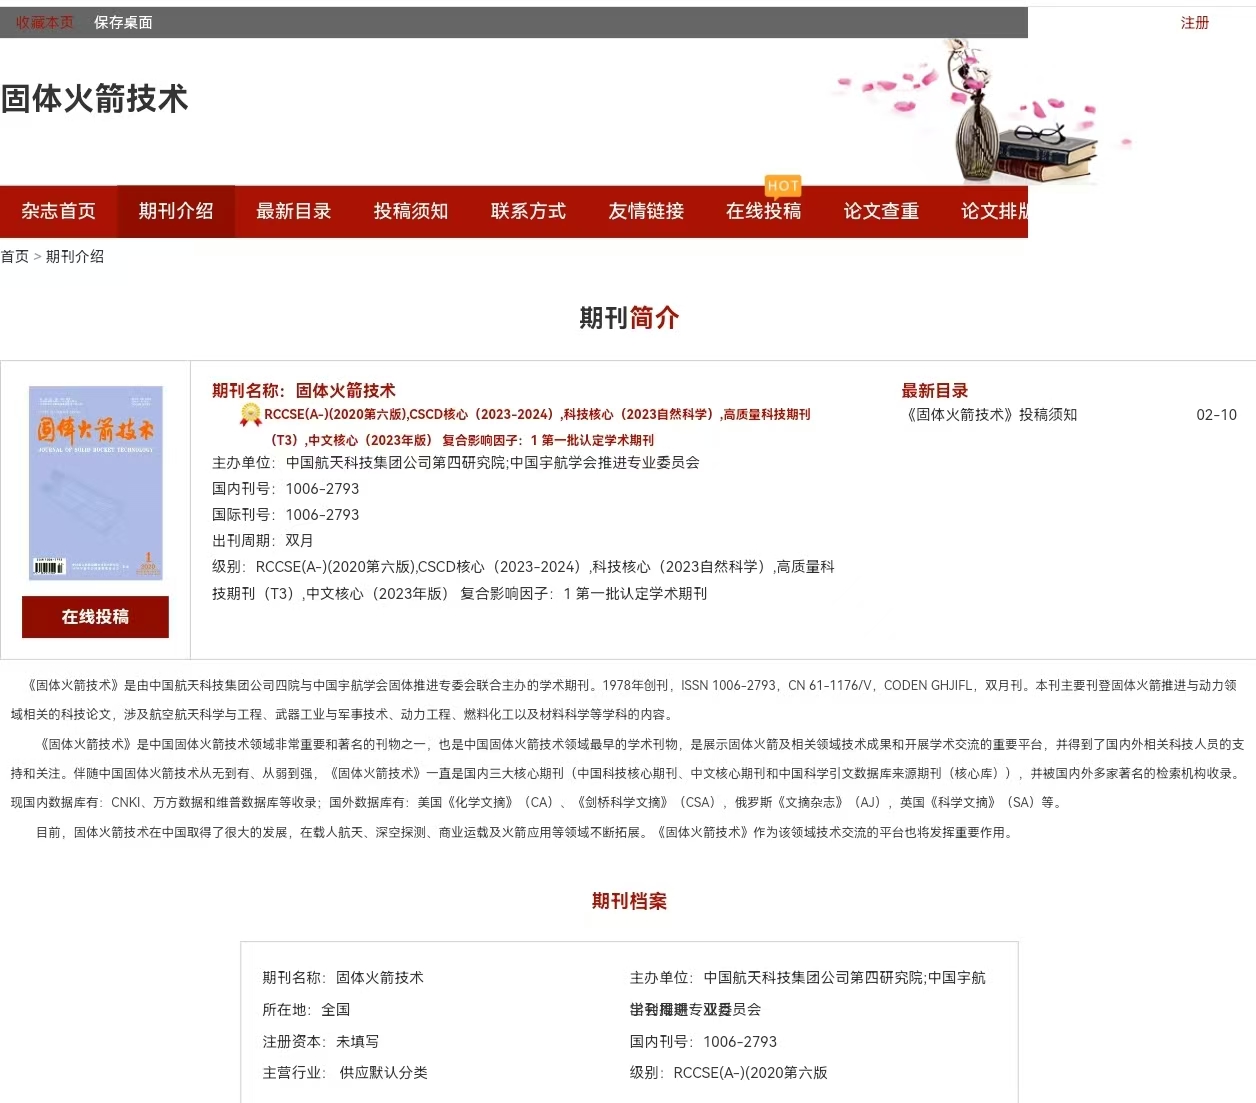 收藏本页 保存桌面 注册
固体火箭技术
HOT
杂志首页 期刊介绍 最新目录 投稿须知 联系方式 友情链接 在线投稿 论文查重 论文排版
首页 > 期刊介绍
期刊简介
固体火箭技术
JOURNAL OF SOLID ROCKET TECHNOLOGY
1
2020
在线投稿
期刊名称：固体火箭技术
RCCSE(A-)(2020第六版),CSCD核心（2023-2024）,科技核心（2023自然科学）,高质量科技期刊
（T3）,中文核心（2023年版） 复合影响因子：1 第一批认定学术期刊
主办单位：中国航天科技集团公司第四研究院;中国宇航学会推进专业委员会
国内刊号：1006-2793
国际刊号：1006-2793
出刊周期：双月
级别：RCCSE(A-)(2020第六版),CSCD核心（2023-2024）,科技核心（2023自然科学）,高质量科
技期刊（T3）,中文核心（2023年版） 复合影响因子：1 第一批认定学术期刊
最新目录
《固体火箭技术》投稿须知 02-10
《固体火箭技术》是由中国航天科技集团公司四院与中国宇航学会固体推进专委会联合主办的学术期刊。1978年创刊，ISSN 1006-2793，CN 61-1176/V，CODEN GHJIFL，双月刊。本刊主要刊登固体火箭推进与动力领
域相关的科技论文，涉及航空航天科学与工程、武器工业与军事技术、动力工程、燃料化工以及材料科学等学科的内容。
《固体火箭技术》是中国固体火箭技术领域非常重要和著名的刊物之一，也是中国固体火箭技术领域最早的学术刊物，是展示固体火箭及相关领域技术成果和开展学术交流的重要平台，并得到了国内外相关科技人员的支
持和关注。伴随中国固体火箭技术从无到有、从弱到强，《固体火箭技术》一直是国内三大核心期刊（中国科技核心期刊、中文核心期刊和中国科学引文数据库来源期刊（核心库）），并被国内外多家著名的检索机构收录。
现国内数据库有：CNKI、万方数据和维普数据库等收录；国外数据库有：美国《化学文摘》（CA）、《剑桥科学文摘》（CSA），俄罗斯《文摘杂志》（AJ），英国《科学文摘》（SA）等。
目前，固体火箭技术在中国取得了很大的发展，在载人航天、深空探测、商业运载及火箭应用等领域不断拓展。《固体火箭技术》作为该领域技术交流的平台也将发挥重要作用。
期刊档案
期刊名称：固体火箭技术
主办单位：中国航天科技集团公司第四研究院;中国宇航
学会推进专业委员会
所在地：全国
出刊周期：双月
注册资本：未填写
国内刊号：1006-2793
主营行业： 供应默认分类
级别：RCCSE(A-)(2020第六版